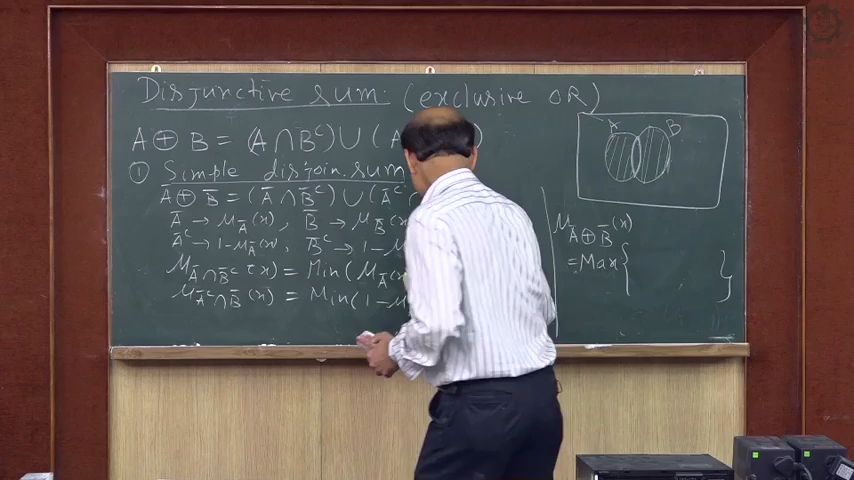 Disjunctive sum. (exclusive OR)
A ⊕ B = (A ∩ B^c) ∪ (A )
① Simple disjoin. sum
A̅ ⊕ B̅ = (A̅ ∩ B̅^c) ∪ (A̅^c
A̅ → μ_A̅(x), B̅ → μ_B̅(x
A̅^c → 1-μ_A̅(x), B̅^c → 1-μ
μ_A̅∩B̅^c(x) = Min(μ_A̅(x
μ_A̅^c∩B̅(x) = Min(1-μ
A B
μ_A̅⊕B̅(x)
= Max{ }